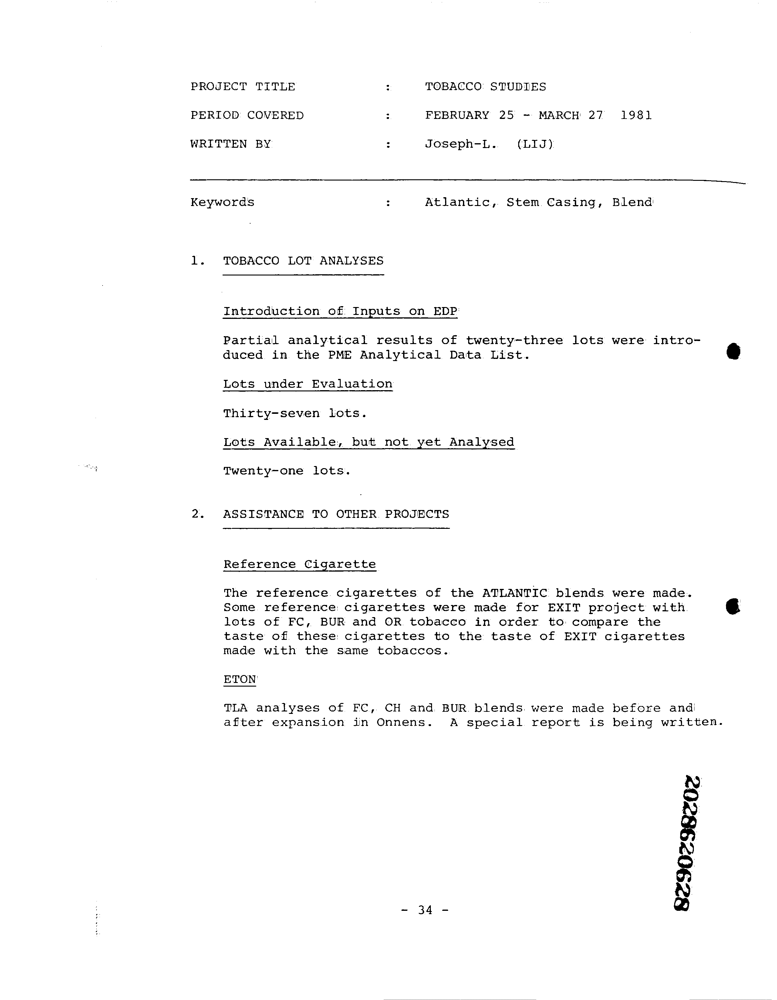 PROJECT TITLE : TOBACCO STUDIES
PERIOD COVERED : FEBRUARY 25 - MARCH 27 1981
WRITTEN BY : Joseph-L. (LIJ)
Keywords : Atlantic, Stem Casing, Blend
1. TOBACCO LOT ANALYSES
Introduction of Inputs on EDP
Partial analytical results of twenty-three lots were intro-
duced in the PME Analytical Data List.
Lots under Evaluation
Thirty-seven lots.
Lots Available, but not yet Analysed
Twenty-one lots.
2. ASSISTANCE TO OTHER PROJECTS
Reference Cigarette
The reference cigarettes of the ATLANTIC blends were made.
Some reference cigarettes were made for EXIT project with
lots of FC, BUR and OR tobacco in order to compare the
taste of these cigarettes to the taste of EXIT cigarettes
made with the same tobaccos.
ETON
TLA analyses of FC, CH and BUR blends were made before and
after expansion in Onnens. A special report is being written.
2028620628
- 34 -